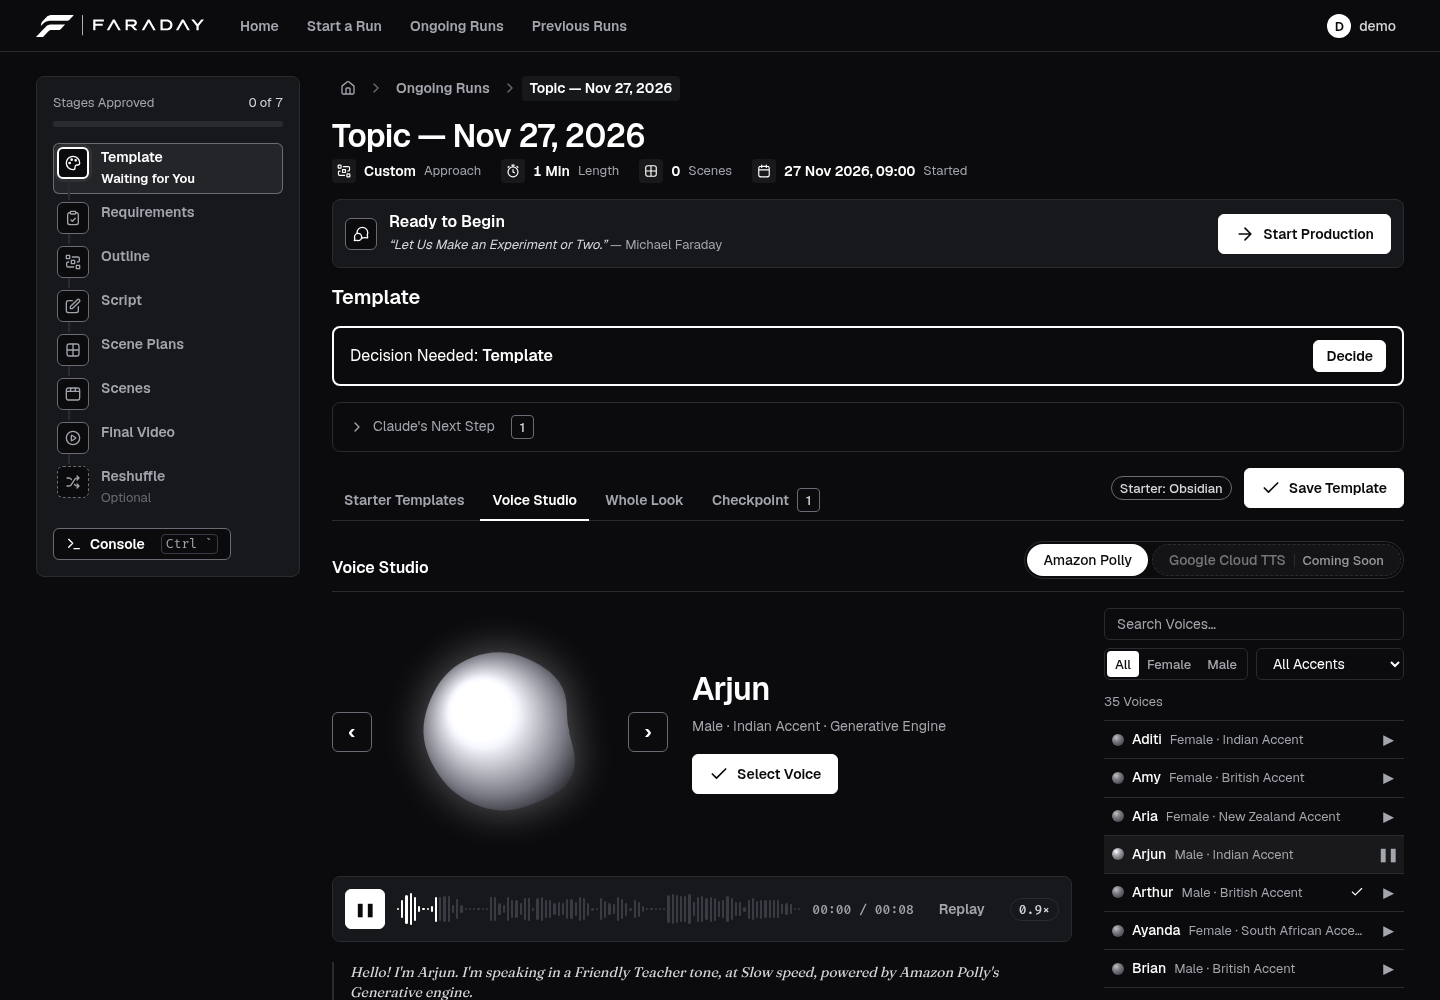 FARADAY
Home
Start a Run
Ongoing Runs
Previous Runs
D
demo
Stages Approved
0 of 7
Template
Waiting for You
Requirements
Outline
Script
Scene Plans
Scenes
Final Video
Reshuffle
Optional
Console Ctrl `
Ongoing Runs
Topic — Nov 27, 2026
Topic — Nov 27, 2026
Custom Approach
1 Min Length
0 Scenes
27 Nov 2026, 09:00 Started
Ready to Begin
“Let Us Make an Experiment or Two.” — Michael Faraday
Start Production
Template
Decision Needed: Template
Decide
Claude's Next Step 1
Starter Templates
Voice Studio
Whole Look
Checkpoint 1
Starter: Obsidian
Save Template
Voice Studio
Amazon Polly
Google Cloud TTS Coming Soon
‹
›
Arjun
Male · Indian Accent · Generative Engine
Select Voice
00:00 / 00:08
Replay
0.9×
Hello! I'm Arjun. I'm speaking in a Friendly Teacher tone, at Slow speed, powered by Amazon Polly's
Generative engine.
Search Voices…
All
Female
Male
All Accents
35 Voices
Aditi Female · Indian Accent
Amy Female · British Accent
Aria Female · New Zealand Accent
Arjun Male · Indian Accent
Arthur Male · British Accent
Ayanda Female · South African Acce…
Brian Male · British Accent